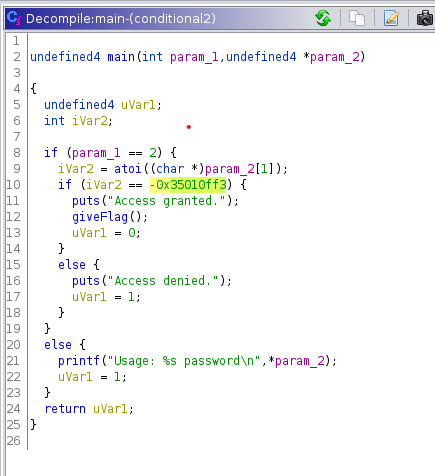 Decompile:main-(conditional2)
1
2 undefined4 main(int param_1,undefined4 *param_2)
3
4 {
5 undefined4 uVar1;
6 int iVar2;
7
8 if (param_1 == 2) {
9 iVar2 = atoi((char *)param_2[1]);
10 if (iVar2 == -0x35010ff3) {
11 puts("Access granted.");
12 giveFlag();
13 uVar1 = 0;
14 }
15 else {
16 puts("Access denied.");
17 uVar1 = 1;
18 }
19 }
20 else {
21 printf("Usage: %s password\n",*param_2);
22 uVar1 = 1;
23 }
24 return uVar1;
25 }
26